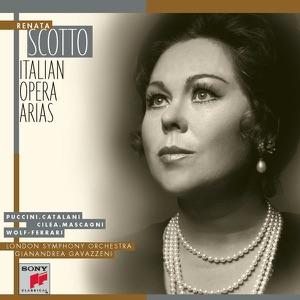 RENATA
SCOTTO
ITALIAN
OPERA
ARIAS
PUCCINI.CATALANI
CILEA.MASCAGNI
WOLF-FERRARI
LONDON SYMPHONY ORCHESTRA
GIANANDREA GAVAZZENI
SONY
CLASSICAL